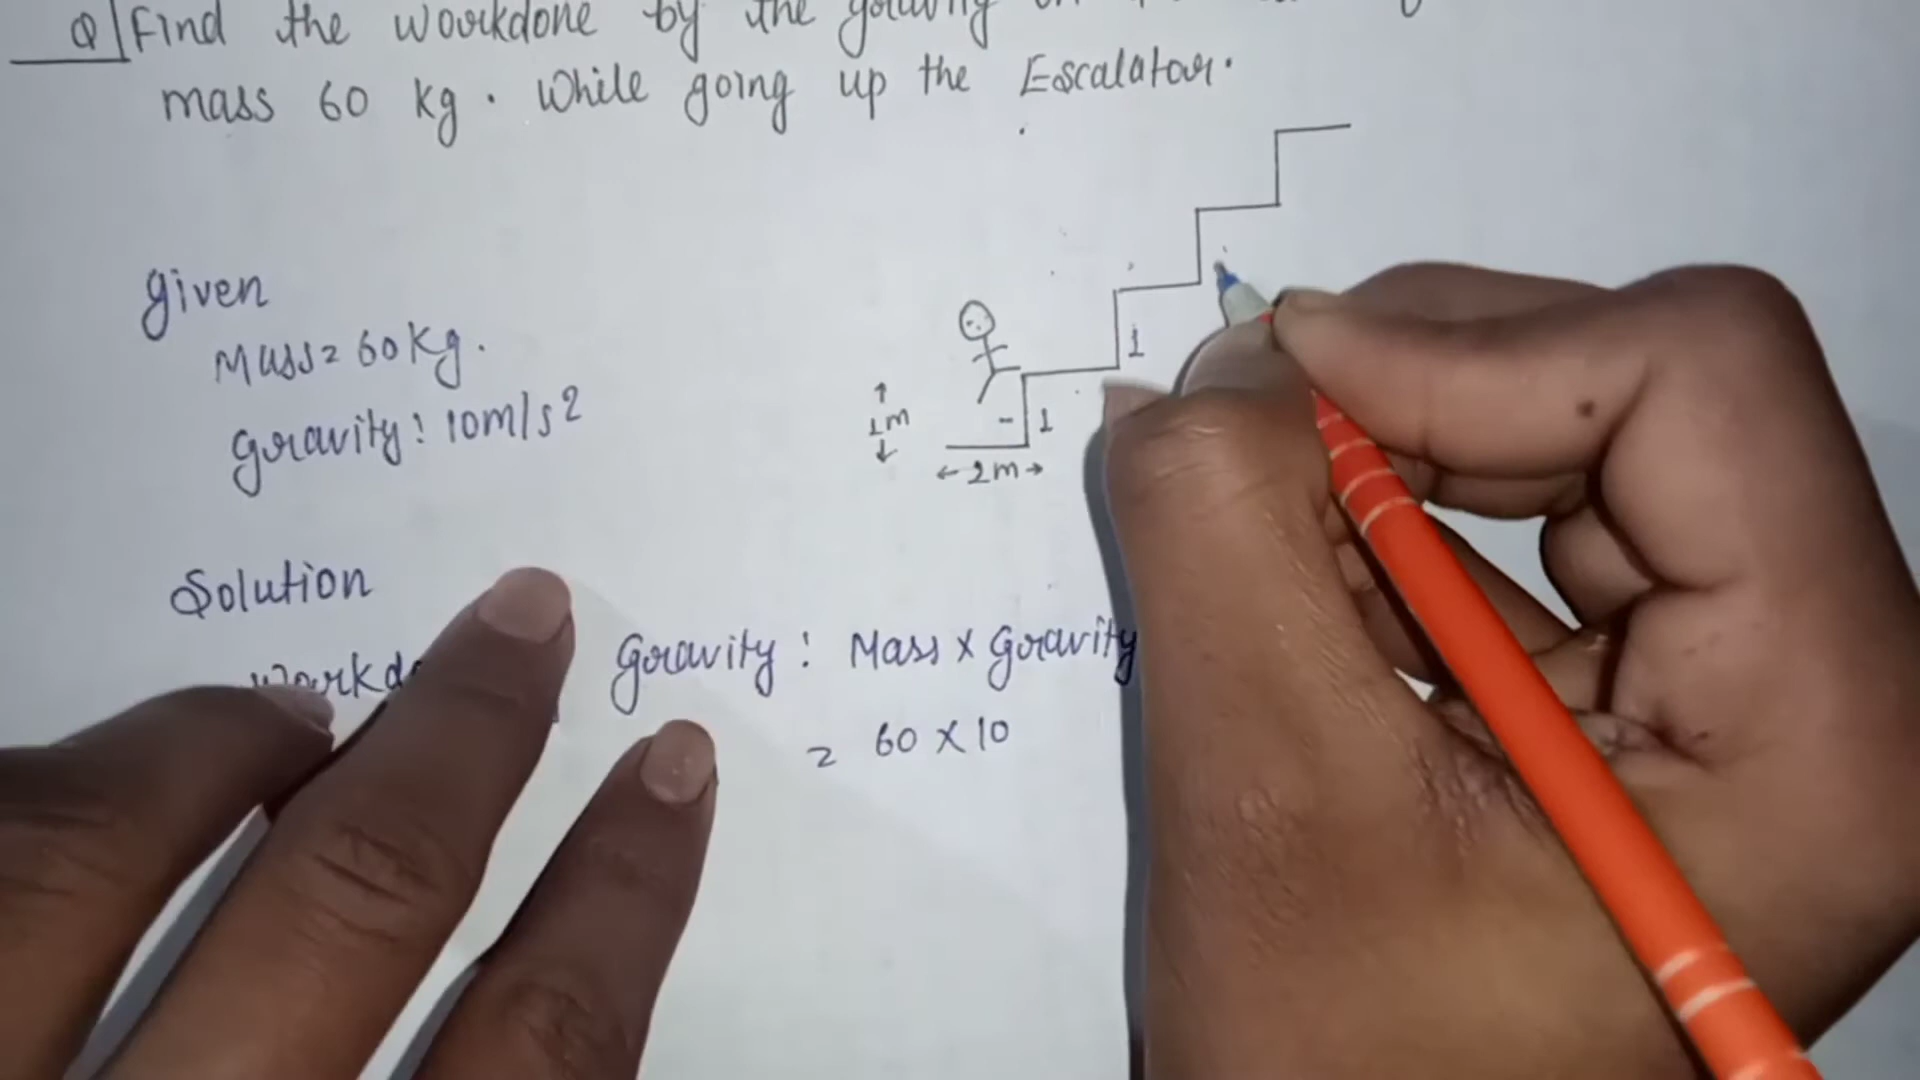 Q Find the workdone by the gravity
mass 60 kg. While going up the Escalator.
given
Mass = 60 kg.
Gravity: 10m/s²
1
1m
1
2m
Solution
Gravity: Mass x Gravity
= 60 x 10